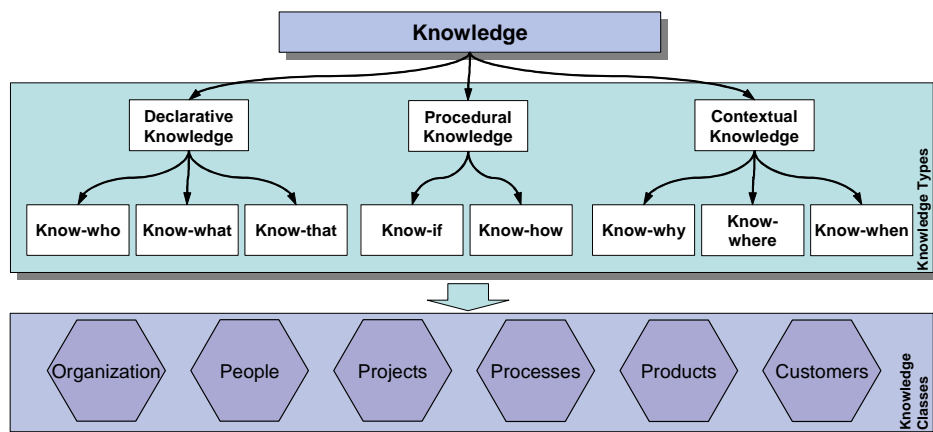 Knowledge
Declarative
Knowledge
Procedural
Knowledge
Contextual
Knowledge
Know-who
Know-what
Know-that
Know-if
Know-how
Know-why
Know-
where
Know-when
Knowledge Types
Organization
People
Projects
Processes
Products
Customers
Knowledge
Classes